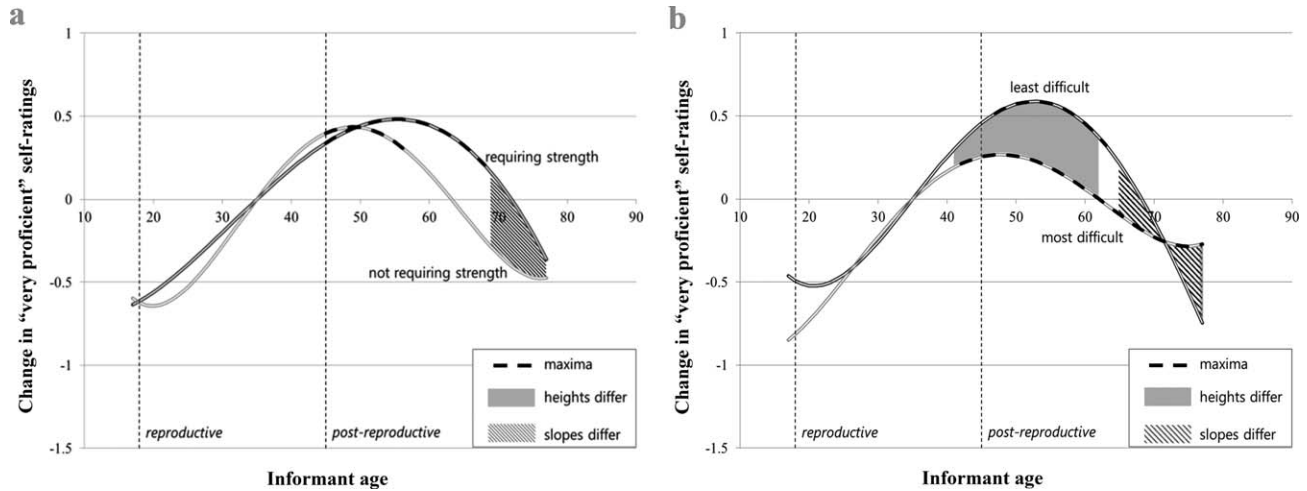 a
Change in “very proficient” self-ratings
1
0.5
0
-0.5
-1
-1.5
10
20
30
40
50
60
70
80
90
requiring strength
not requiring strength
maxima
heights differ
slopes differ
reproductive
post-reproductive
Informant age
b
Change in “very proficient” self-ratings
1
0.5
0
-0.5
-1
-1.5
10
20
30
40
50
60
70
80
90
least difficult
most difficult
maxima
heights differ
slopes differ
reproductive
post-reproductive
Informant age